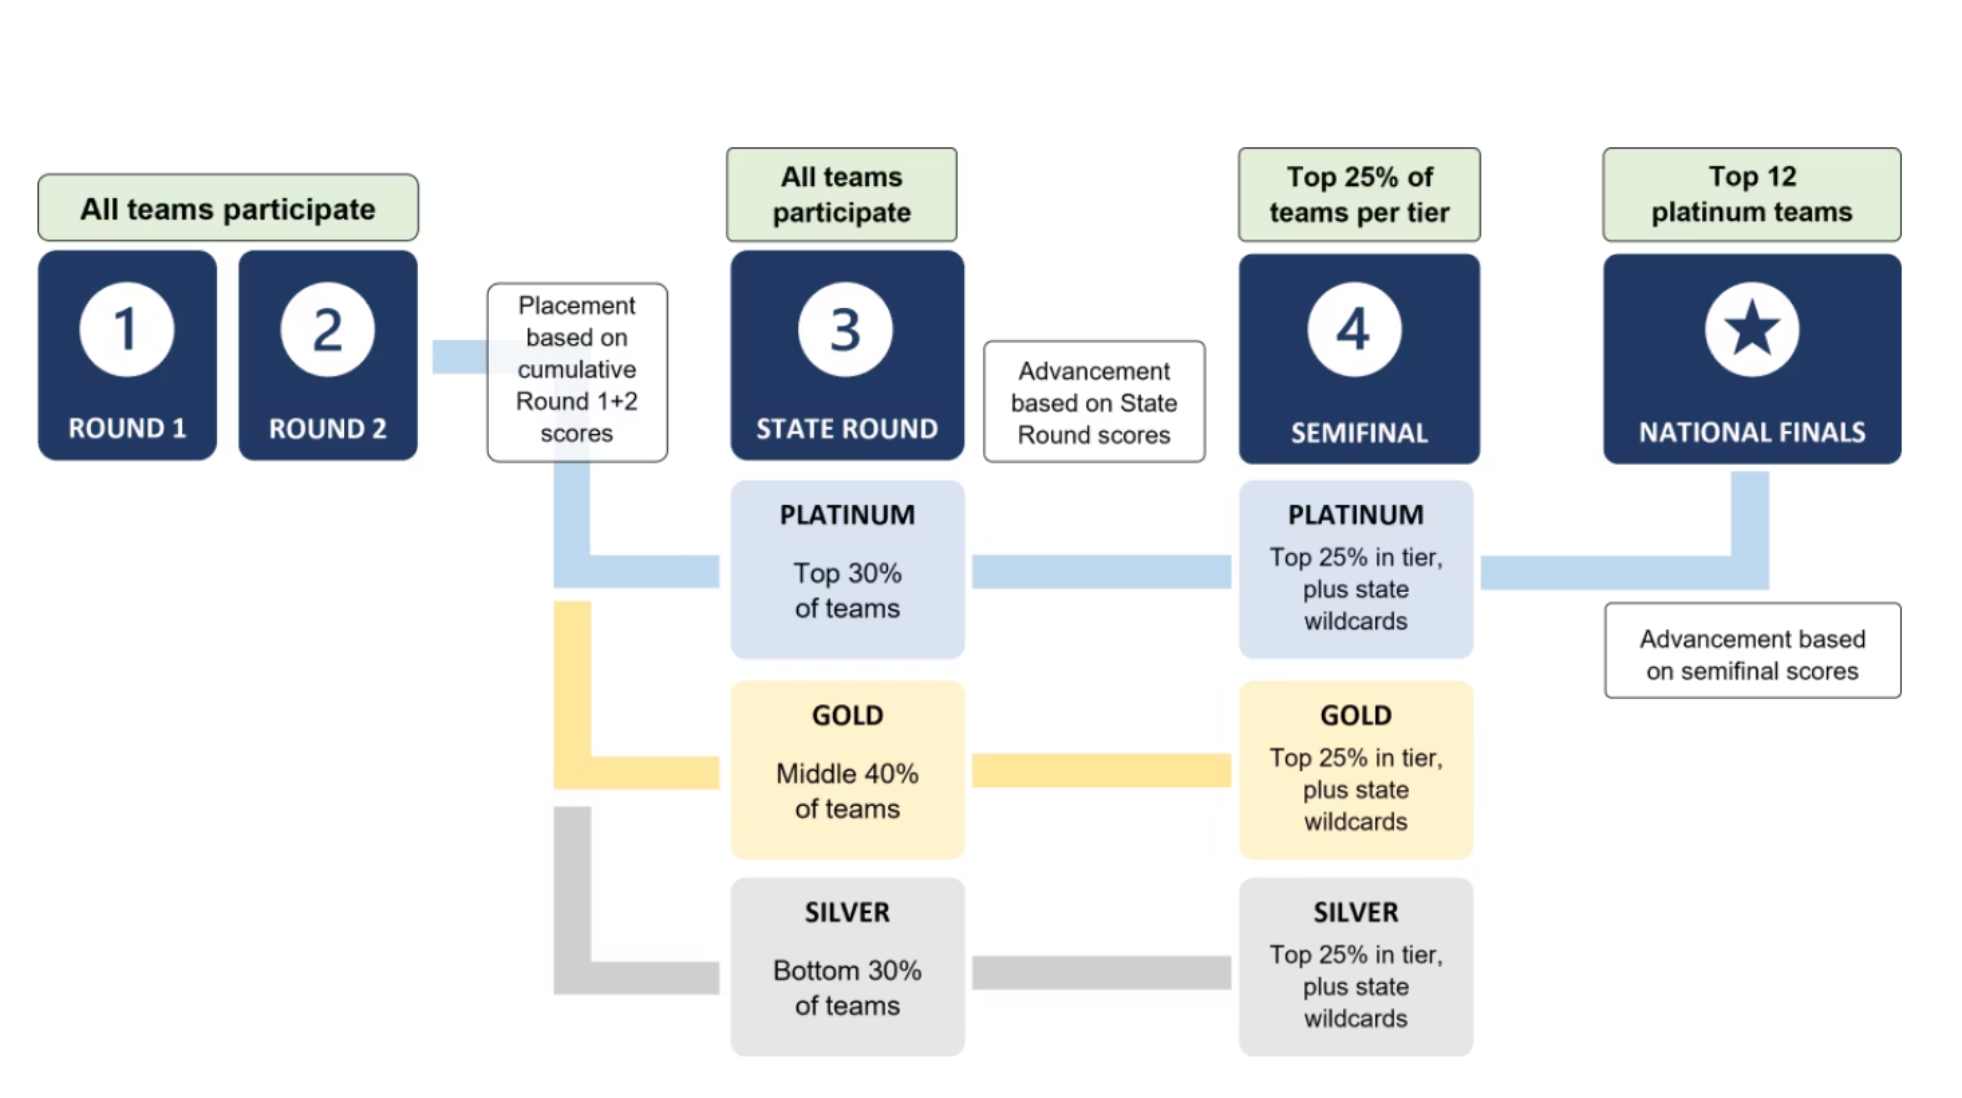 All teams participate
1
ROUND 1
2
ROUND 2
Placement
based on
cumulative
Round 1+2
scores
All teams
participate
3
STATE ROUND
PLATINUM
Top 30%
of teams
GOLD
Middle 40%
of teams
SILVER
Bottom 30%
of teams
Advancement
based on State
Round scores
Top 25% of
teams per tier
4
SEMIFINAL
PLATINUM
Top 25% in tier,
plus state
wildcards
GOLD
Top 25% in tier,
plus state
wildcards
SILVER
Top 25% in tier,
plus state
wildcards
Top 12
platinum teams
NATIONAL FINALS
Advancement based
on semifinal scores